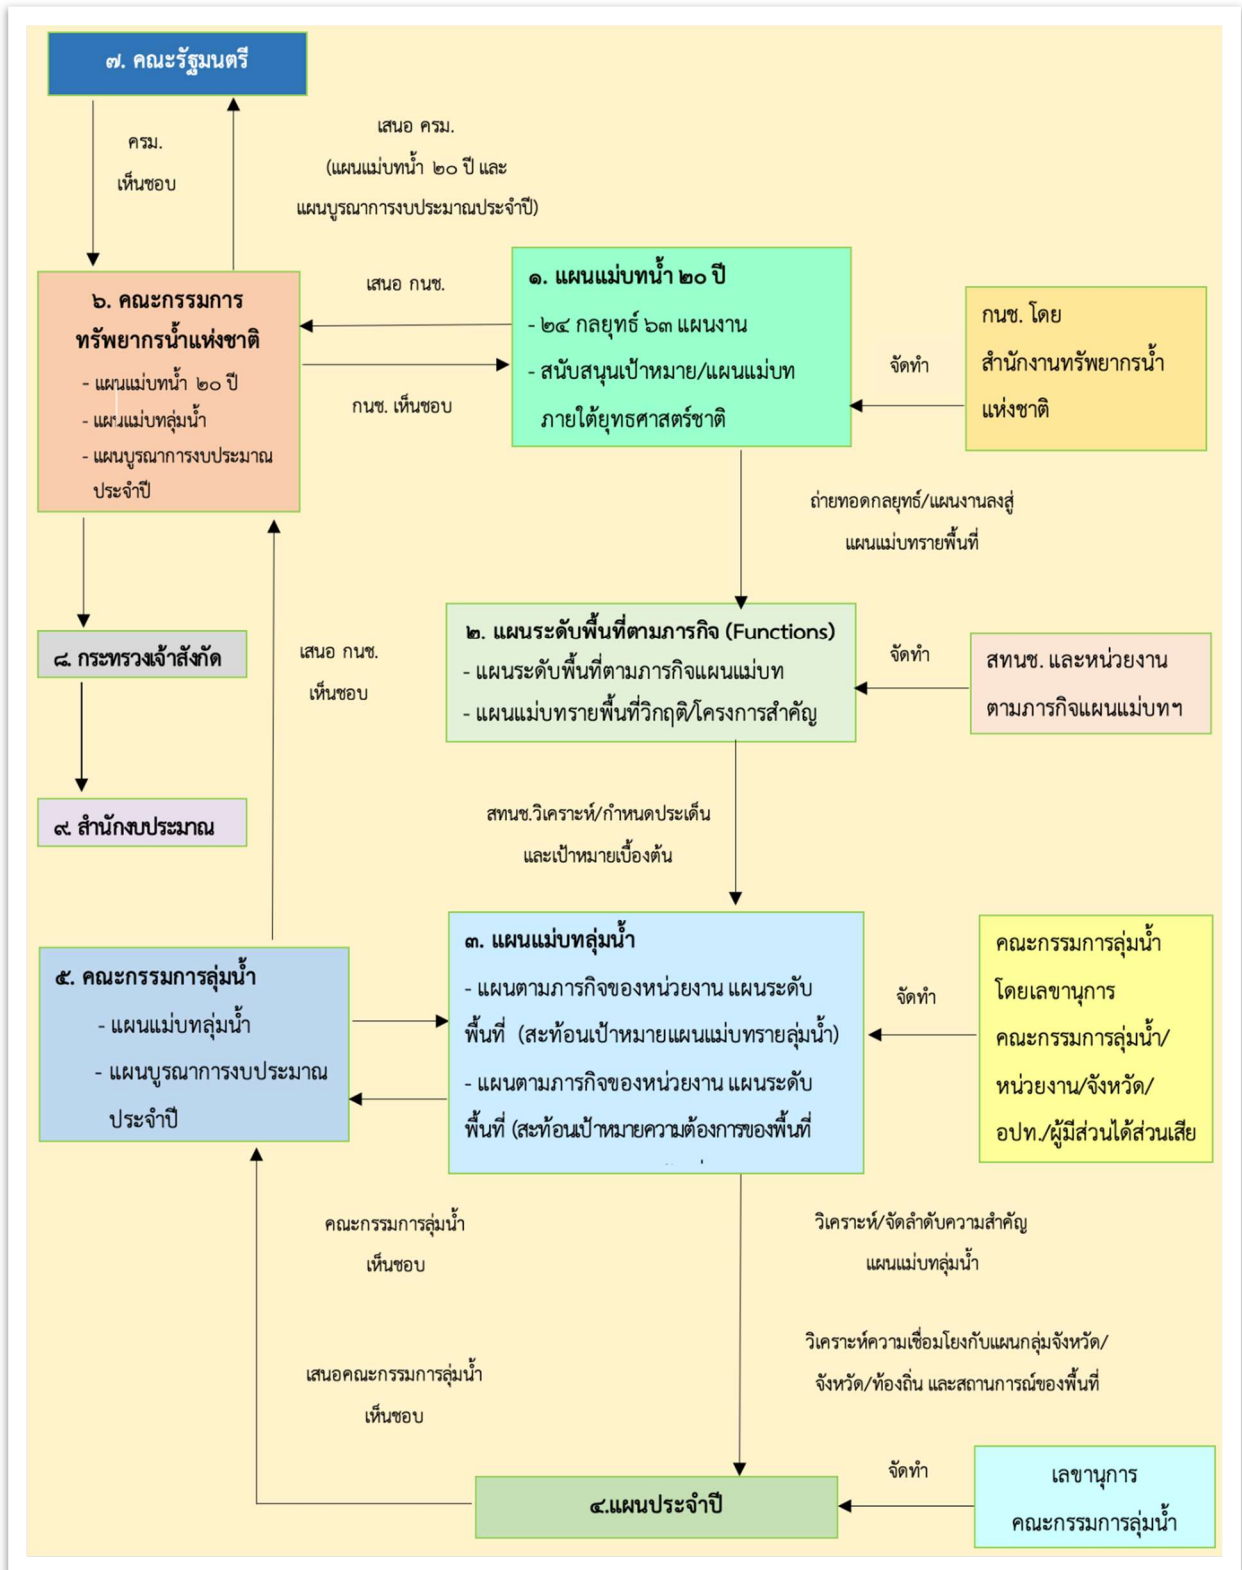 ๗. คณะรัฐมนตรี
ครม.
เห็นชอบ
เสนอ ครม.
(แผนแม่บทน้ำ ๒๐ ปี และ
แผนบูรณาการงบประมาณประจำปี)
๖. คณะกรรมการ
ทรัพยากรน้ำแห่งชาติ
- แผนแม่บทน้ำ ๒๐ ปี
- แผนแม่บทลุ่มน้ำ
- แผนบูรณาการงบประมาณ
ประจำปี
เสนอ กนช.
กนช. เห็นชอบ
๑. แผนแม่บทน้ำ ๒๐ ปี
- ๒๔ กลยุทธ์ ๖๓ แผนงาน
- สนับสนุนเป้าหมาย/แผนแม่บท
ภายใต้ยุทธศาสตร์ชาติ
จัดทำ
กนช. โดย
สำนักงานทรัพยากรน้ำ
แห่งชาติ
ถ่ายทอดกลยุทธ์/แผนงานลงสู่
แผนแม่บทรายพื้นที่
๘. กระทรวงเจ้าสังกัด
เสนอ กนช.
เห็นชอบ
๒. แผนระดับพื้นที่ตามภารกิจ (Functions)
- แผนระดับพื้นที่ตามภารกิจแผนแม่บท
- แผนแม่บทรายพื้นที่วิกฤติ/โครงการสำคัญ
จัดทำ
สทนช. และหน่วยงาน
ตามภารกิจแผนแม่บทฯ
๙. สำนักงบประมาณ
สทนช.วิเคราะห์/กำหนดประเด็น
และเป้าหมายเบื้องต้น
๕. คณะกรรมการลุ่มน้ำ
- แผนแม่บทลุ่มน้ำ
- แผนบูรณาการงบประมาณ
ประจำปี
๓. แผนแม่บทลุ่มน้ำ
- แผนตามภารกิจของหน่วยงาน แผนระดับ
พื้นที่ (สะท้อนเป้าหมายแผนแม่บทรายลุ่มน้ำ)
- แผนตามภารกิจของหน่วยงาน แผนระดับ
พื้นที่ (สะท้อนเป้าหมายความต้องการของพื้นที่
จัดทำ
คณะกรรมการลุ่มน้ำ
โดยเลขานุการ
คณะกรรมการลุ่มน้ำ/
หน่วยงาน/จังหวัด/
อปท./ผู้มีส่วนได้ส่วนเสีย
คณะกรรมการลุ่มน้ำ
เห็นชอบ
วิเคราะห์/จัดลำดับความสำคัญ
แผนแม่บทลุ่มน้ำ
วิเคราะห์ความเชื่อมโยงกับแผนกลุ่มจังหวัด/
จังหวัด/ท้องถิ่น และสถานการณ์ของพื้นที่
เสนอคณะกรรมการลุ่มน้ำ
เห็นชอบ
๔.แผนประจำปี
จัดทำ
เลขานุการ
คณะกรรมการลุ่มน้ำ